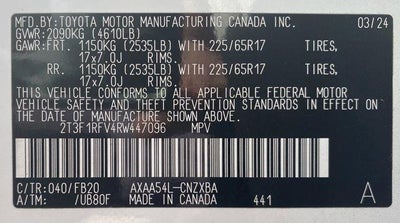 MFD.BY:TOYOTA MOTOR MANUFACTURING CANADA INC. 03/24
GVWR:2090KG (4610LB)
GAWR:FRT. 1150KG (2535LB) WITH 225/65R17 TIRES,
17x7.0J RIMS.
RR. 1150KG (2535LB) WITH 225/65R17 TIRES,
17x7.0J RIMS.
THIS VEHICLE CONFORMS TO ALL APPLICABLE FEDERAL MOTOR
VEHICLE SAFETY AND THEFT PREVENTION STANDARDS IN EFFECT ON
THE DATE OF MANUFACTURE SHOWN ABOVE.
2T3F1RFV4RW447096 MPV
C/TR:040/FB20 AXAA54L-CNZXBA
A/TM: /UB80F MADE IN CANADA 441 A